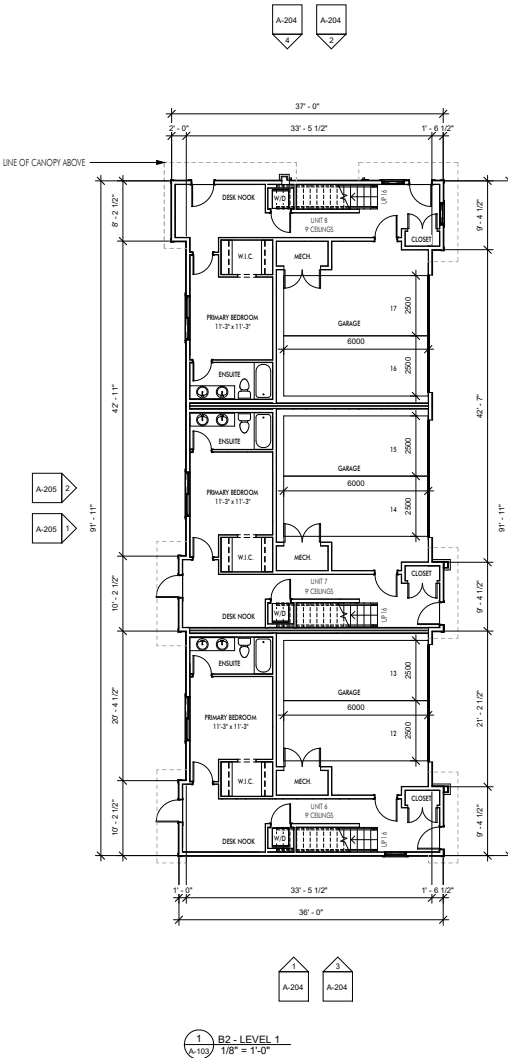 A-204
A-204
4
2
37' - 0"
2' - 0"
33' - 5 1/2"
1' - 6 1/2"
LINE OF CANOPY ABOVE
8' - 2 1/2"
9' - 4 1/2"
DESK NOOK
W/D
UP 16
UNIT 8
9' CEILINGS
CLOSET
W.I.C.
MECH.
PRIMARY BEDROOM
11'-3" x 11'-3"
17
2500
GARAGE
6000
16
2500
ENSUITE
42' - 11"
42' - 7"
ENSUITE
15
2500
GARAGE
6000
14
2500
PRIMARY BEDROOM
11'-3" x 11'-3"
A-205
2
A-205
1
91' - 11"
91' - 11"
W.I.C.
MECH.
CLOSET
UNIT 7
9' CEILINGS
10' - 2 1/2"
9' - 4 1/2"
DESK NOOK
W/D
UP 16
ENSUITE
13
2500
GARAGE
6000
12
2500
PRIMARY BEDROOM
11'-3" x 11'-3"
20' - 4 1/2"
21' - 2 1/2"
W.I.C.
MECH.
CLOSET
UNIT 6
9' CEILINGS
10' - 2 1/2"
9' - 4 1/2"
DESK NOOK
W/D
UP 16
1' - 0"
33' - 5 1/2"
1' - 6 1/2"
36' - 0"
1
3
A-204
A-204
1
A-103
B2 - LEVEL 1
1/8" = 1'-0"